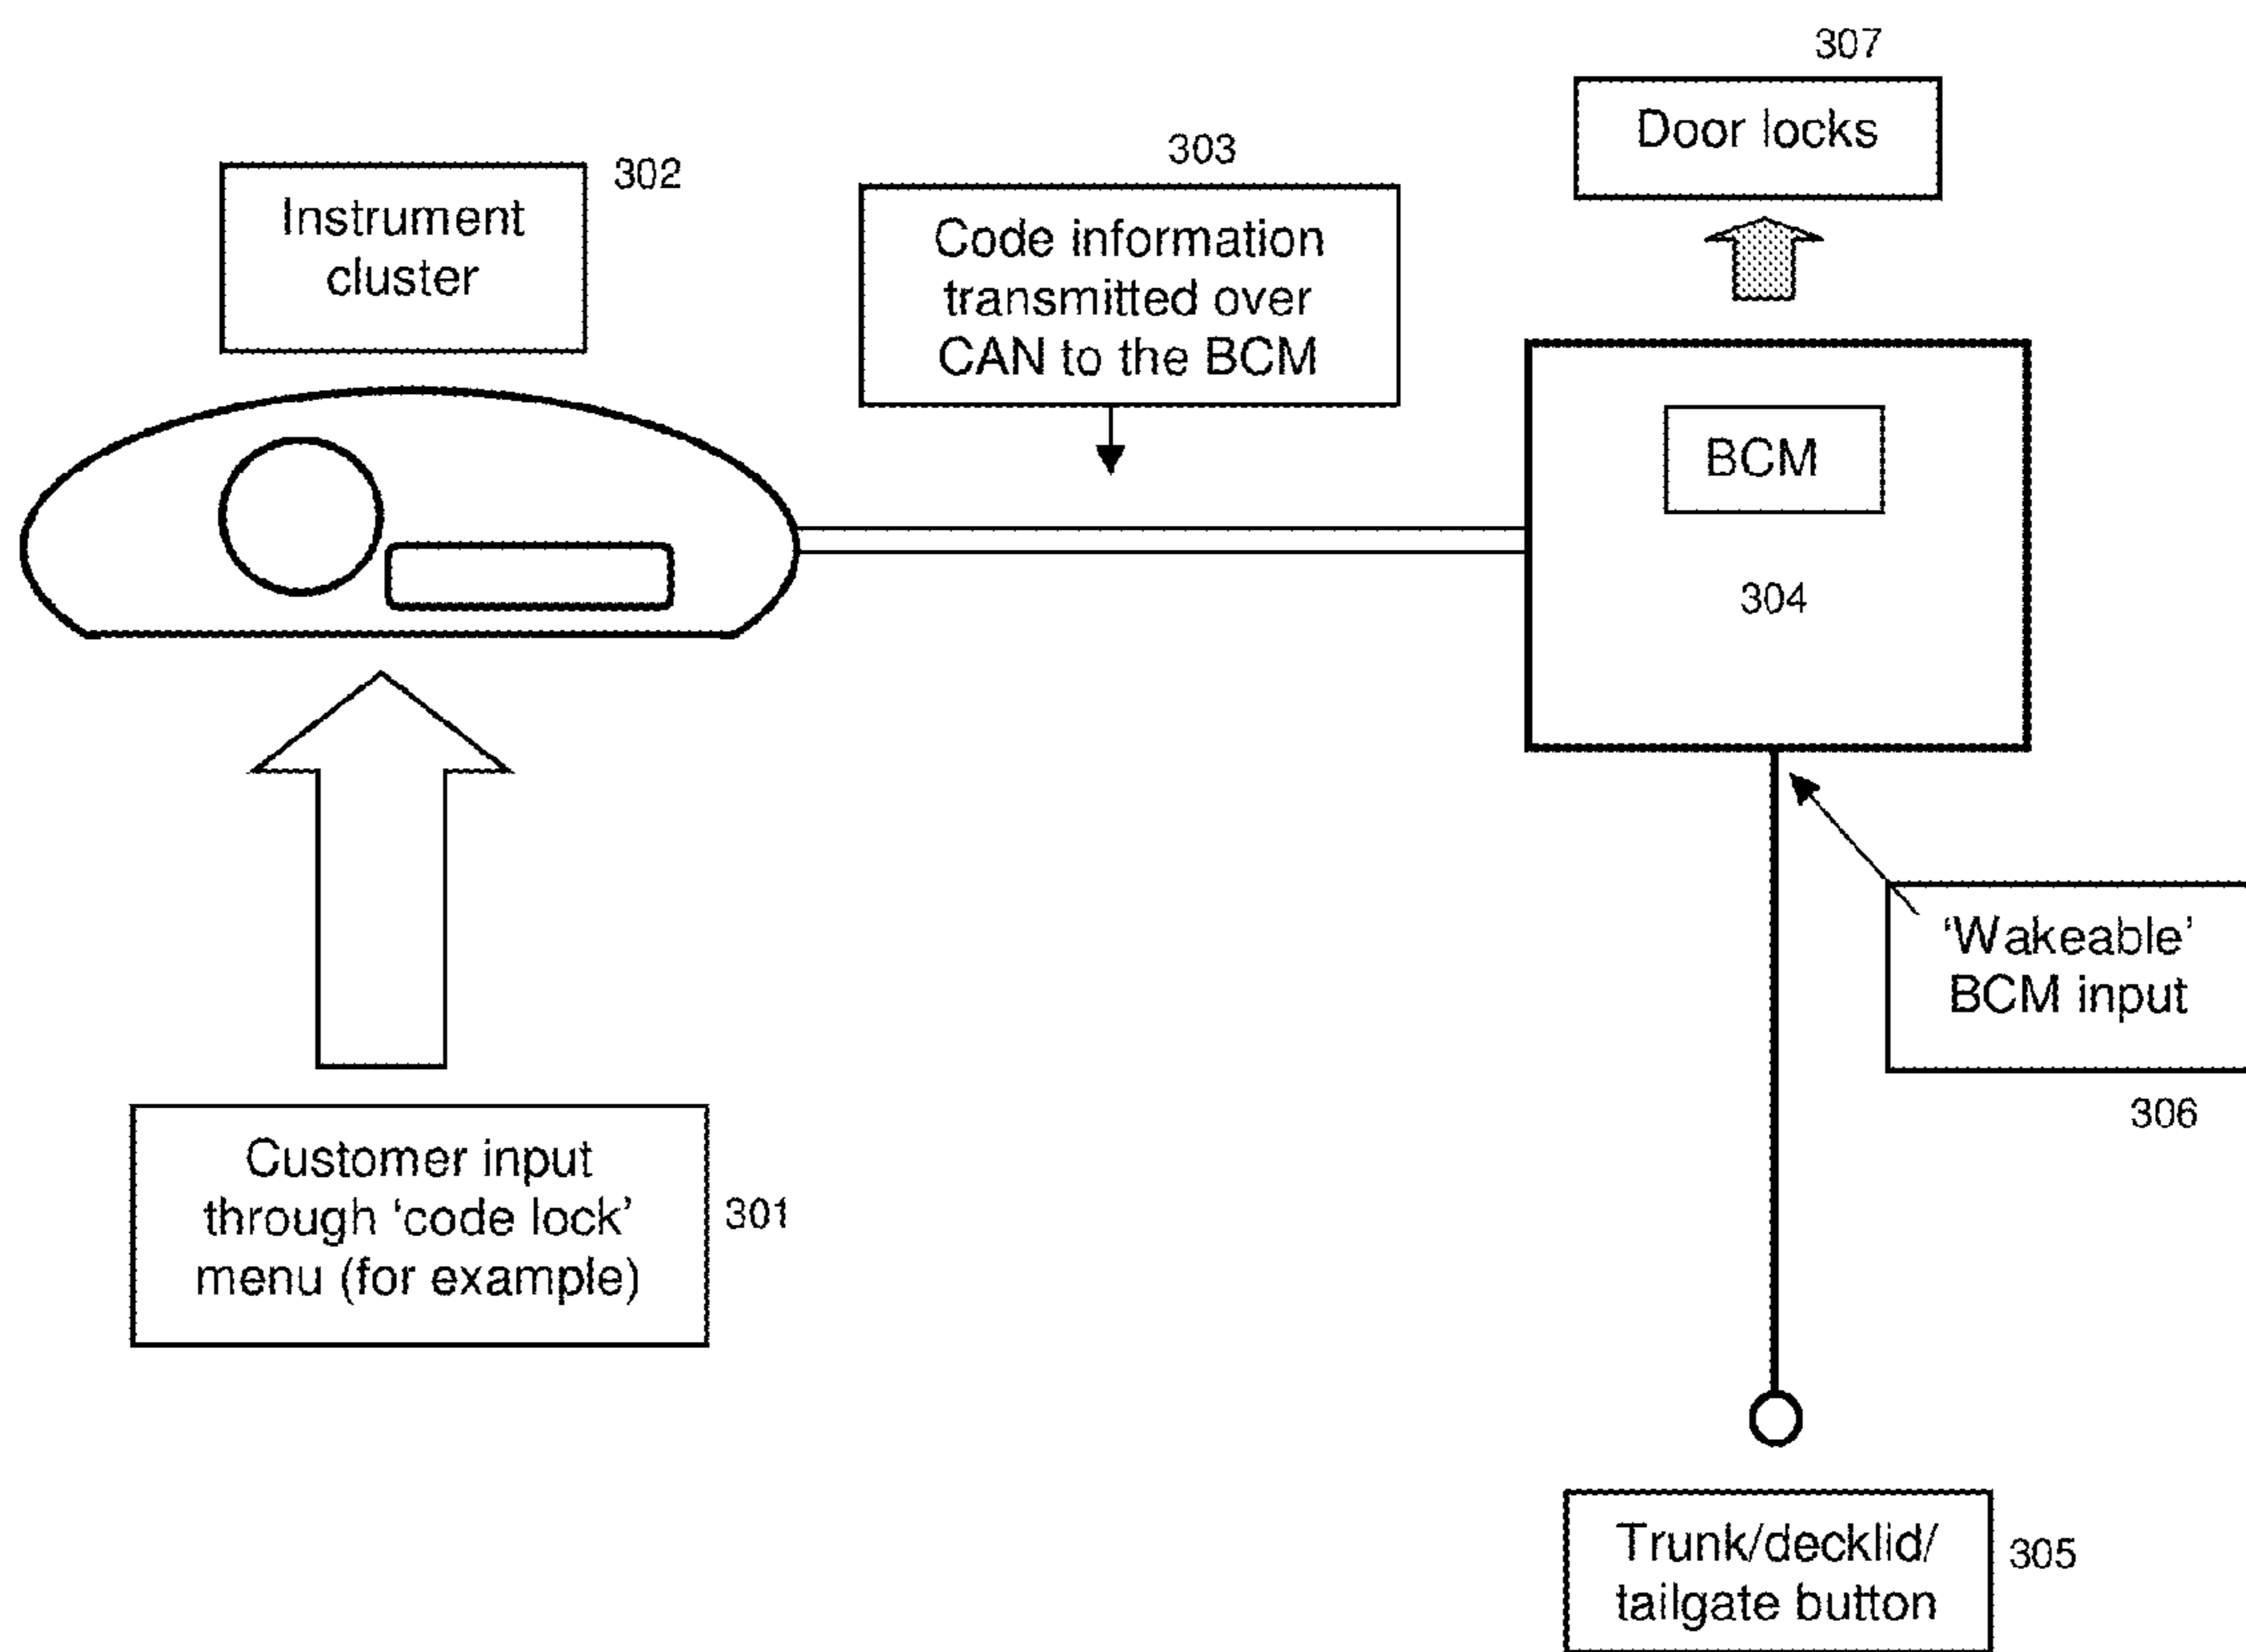 307
Door locks
302
Instrument
cluster
303
Code information
transmitted over
CAN to the BCM
BCM
304
'Wakeable'
BCM input
306
Customer input
through 'code lock'
menu (for example)
301
Trunk/decklid/
tailgate button
305